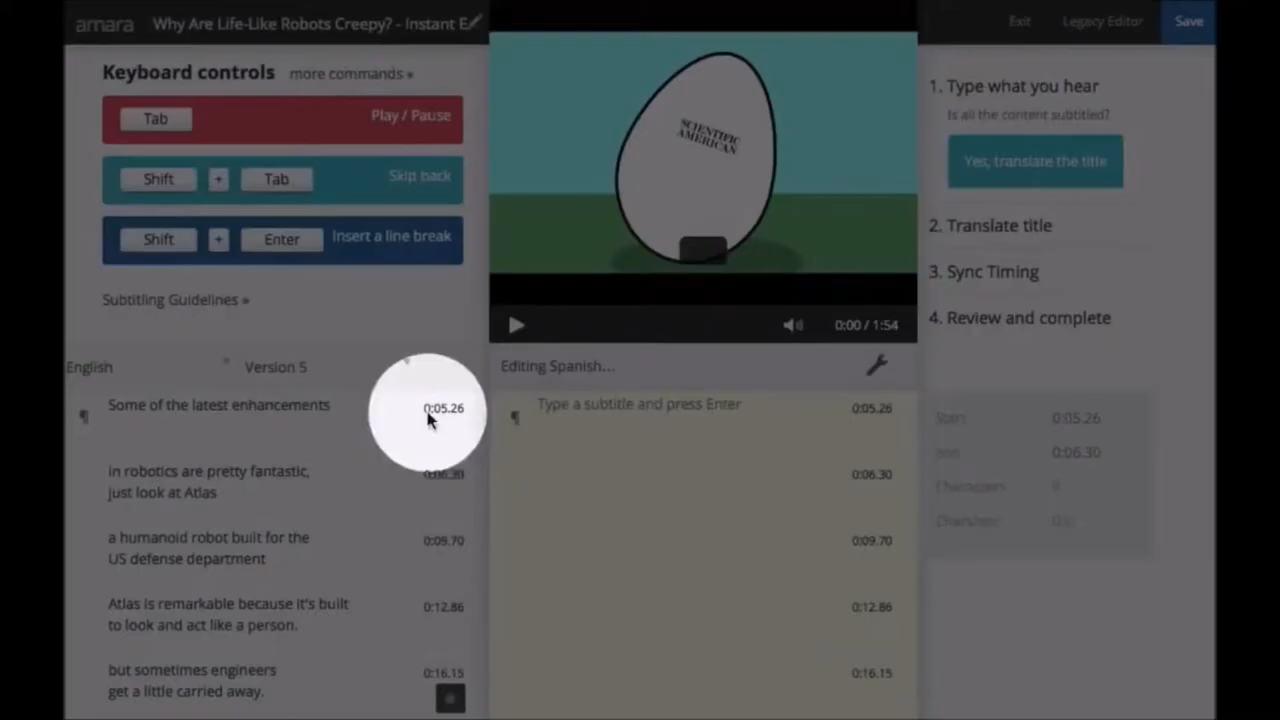 amara
Why Are Life-Like Robots Creepy? - Instant E
Exit
Legacy Editor
Save
Keyboard controls
more commands »
Tab
Play / Pause
Shift + Tab
Skip back
Shift + Enter
Insert a line break
Subtitling Guidelines »
SCIENTIFIC
AMERICAN
0:00 / 1:54
1. Type what you hear
Is all the content subtitled?
Yes, translate the title
2. Translate title
3. Sync Timing
4. Review and complete
English
Version 5
Editing Spanish...
¶
Some of the latest enhancements
0:05.26
in robotics are pretty fantastic,
just look at Atlas
0:06.30
a humanoid robot built for the
US defense department
0:09.70
Atlas is remarkable because it's built
to look and act like a person.
0:12.86
but sometimes engineers
get a little carried away.
0:16.15
¶
Type a subtitle and press Enter
0:05.26
0:06.30
0:09.70
0:12.86
0:16.15
Start
0:05.26
End
0:06.30
Characters